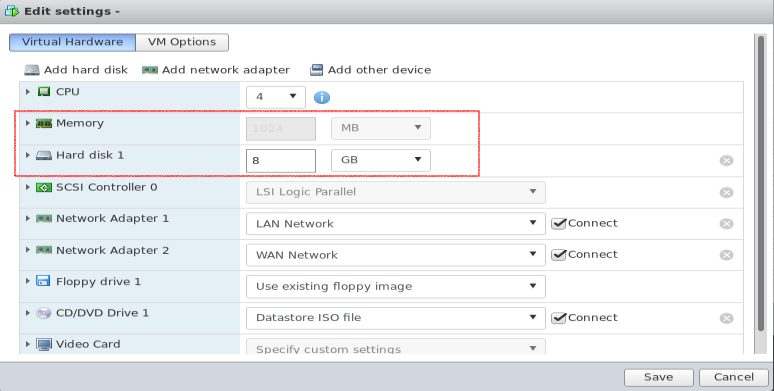 Edit settings -
Virtual Hardware VM Options
Add hard disk Add network adapter Add other device
CPU 4
Memory 1024 MB
Hard disk 1 8 GB
SCSI Controller 0 LSI Logic Parallel
Network Adapter 1 LAN Network Connect
Network Adapter 2 WAN Network Connect
Floppy drive 1 Use existing floppy image
CD/DVD Drive 1 Datastore ISO file Connect
Video Card Specify custom settings
Save Cancel